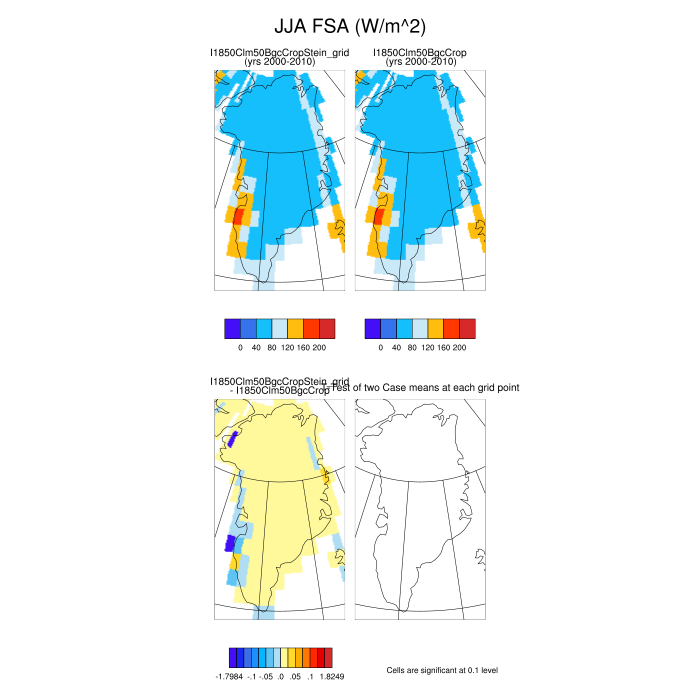 JJA FSA (W/m^2)
I1850Clm50BgcCropStein_grid
(yrs 2000-2010)
I1850Clm50BgcCrop
(yrs 2000-2010)
0 40 80 120 160 200
0 40 80 120 160 200
I1850Clm50BgcCropStein_grid
- I1850Clm50BgcCrop
T-Test of two Case means at each grid point
-1.7984 -.1 -.05 .0 .05 .1 1.8249
Cells are significant at 0.1 level